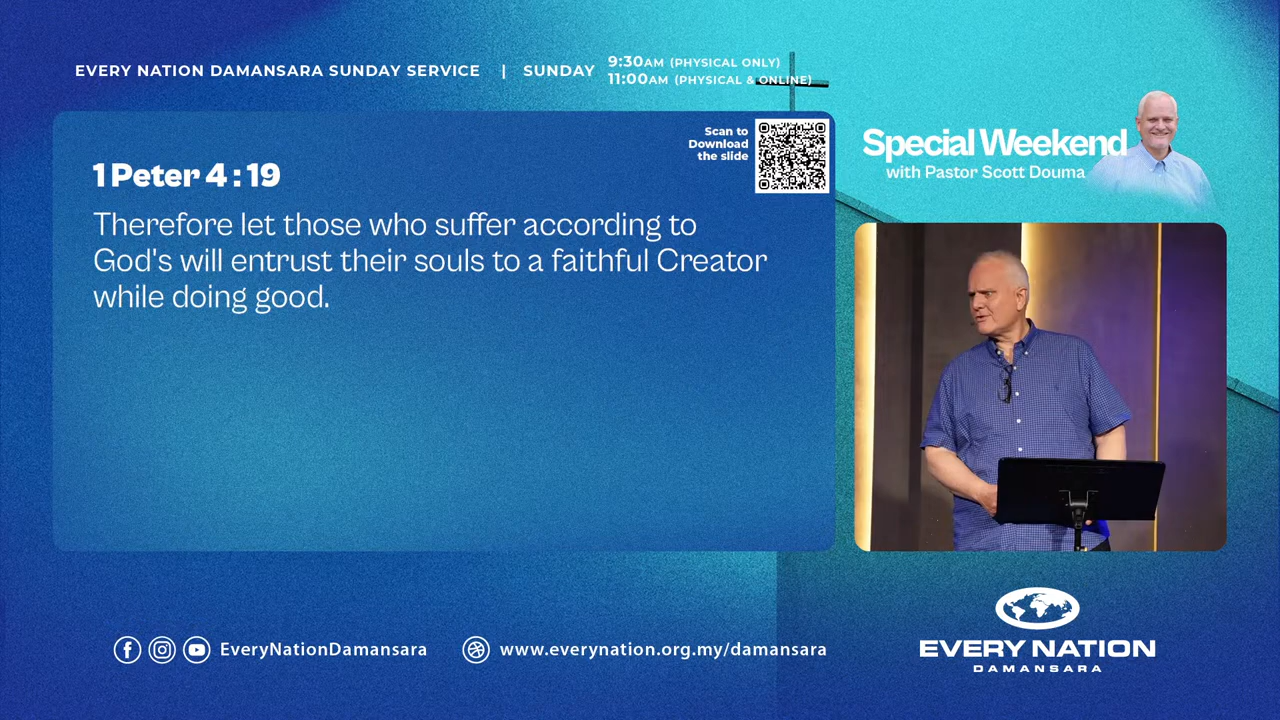 EVERY NATION DAMANSARA SUNDAY SERVICE | SUNDAY
9:30AM (PHYSICAL ONLY)
11:00AM (PHYSICAL & ONLINE)
Scan to
Download
the slide
1 Peter 4 : 19
Therefore let those who suffer according to
God's will entrust their souls to a faithful Creator
while doing good.
Special Weekend
with Pastor Scott Douma
EveryNationDamansara
www.everynation.org.my/damansara
EVERY NATION
DAMANSARA